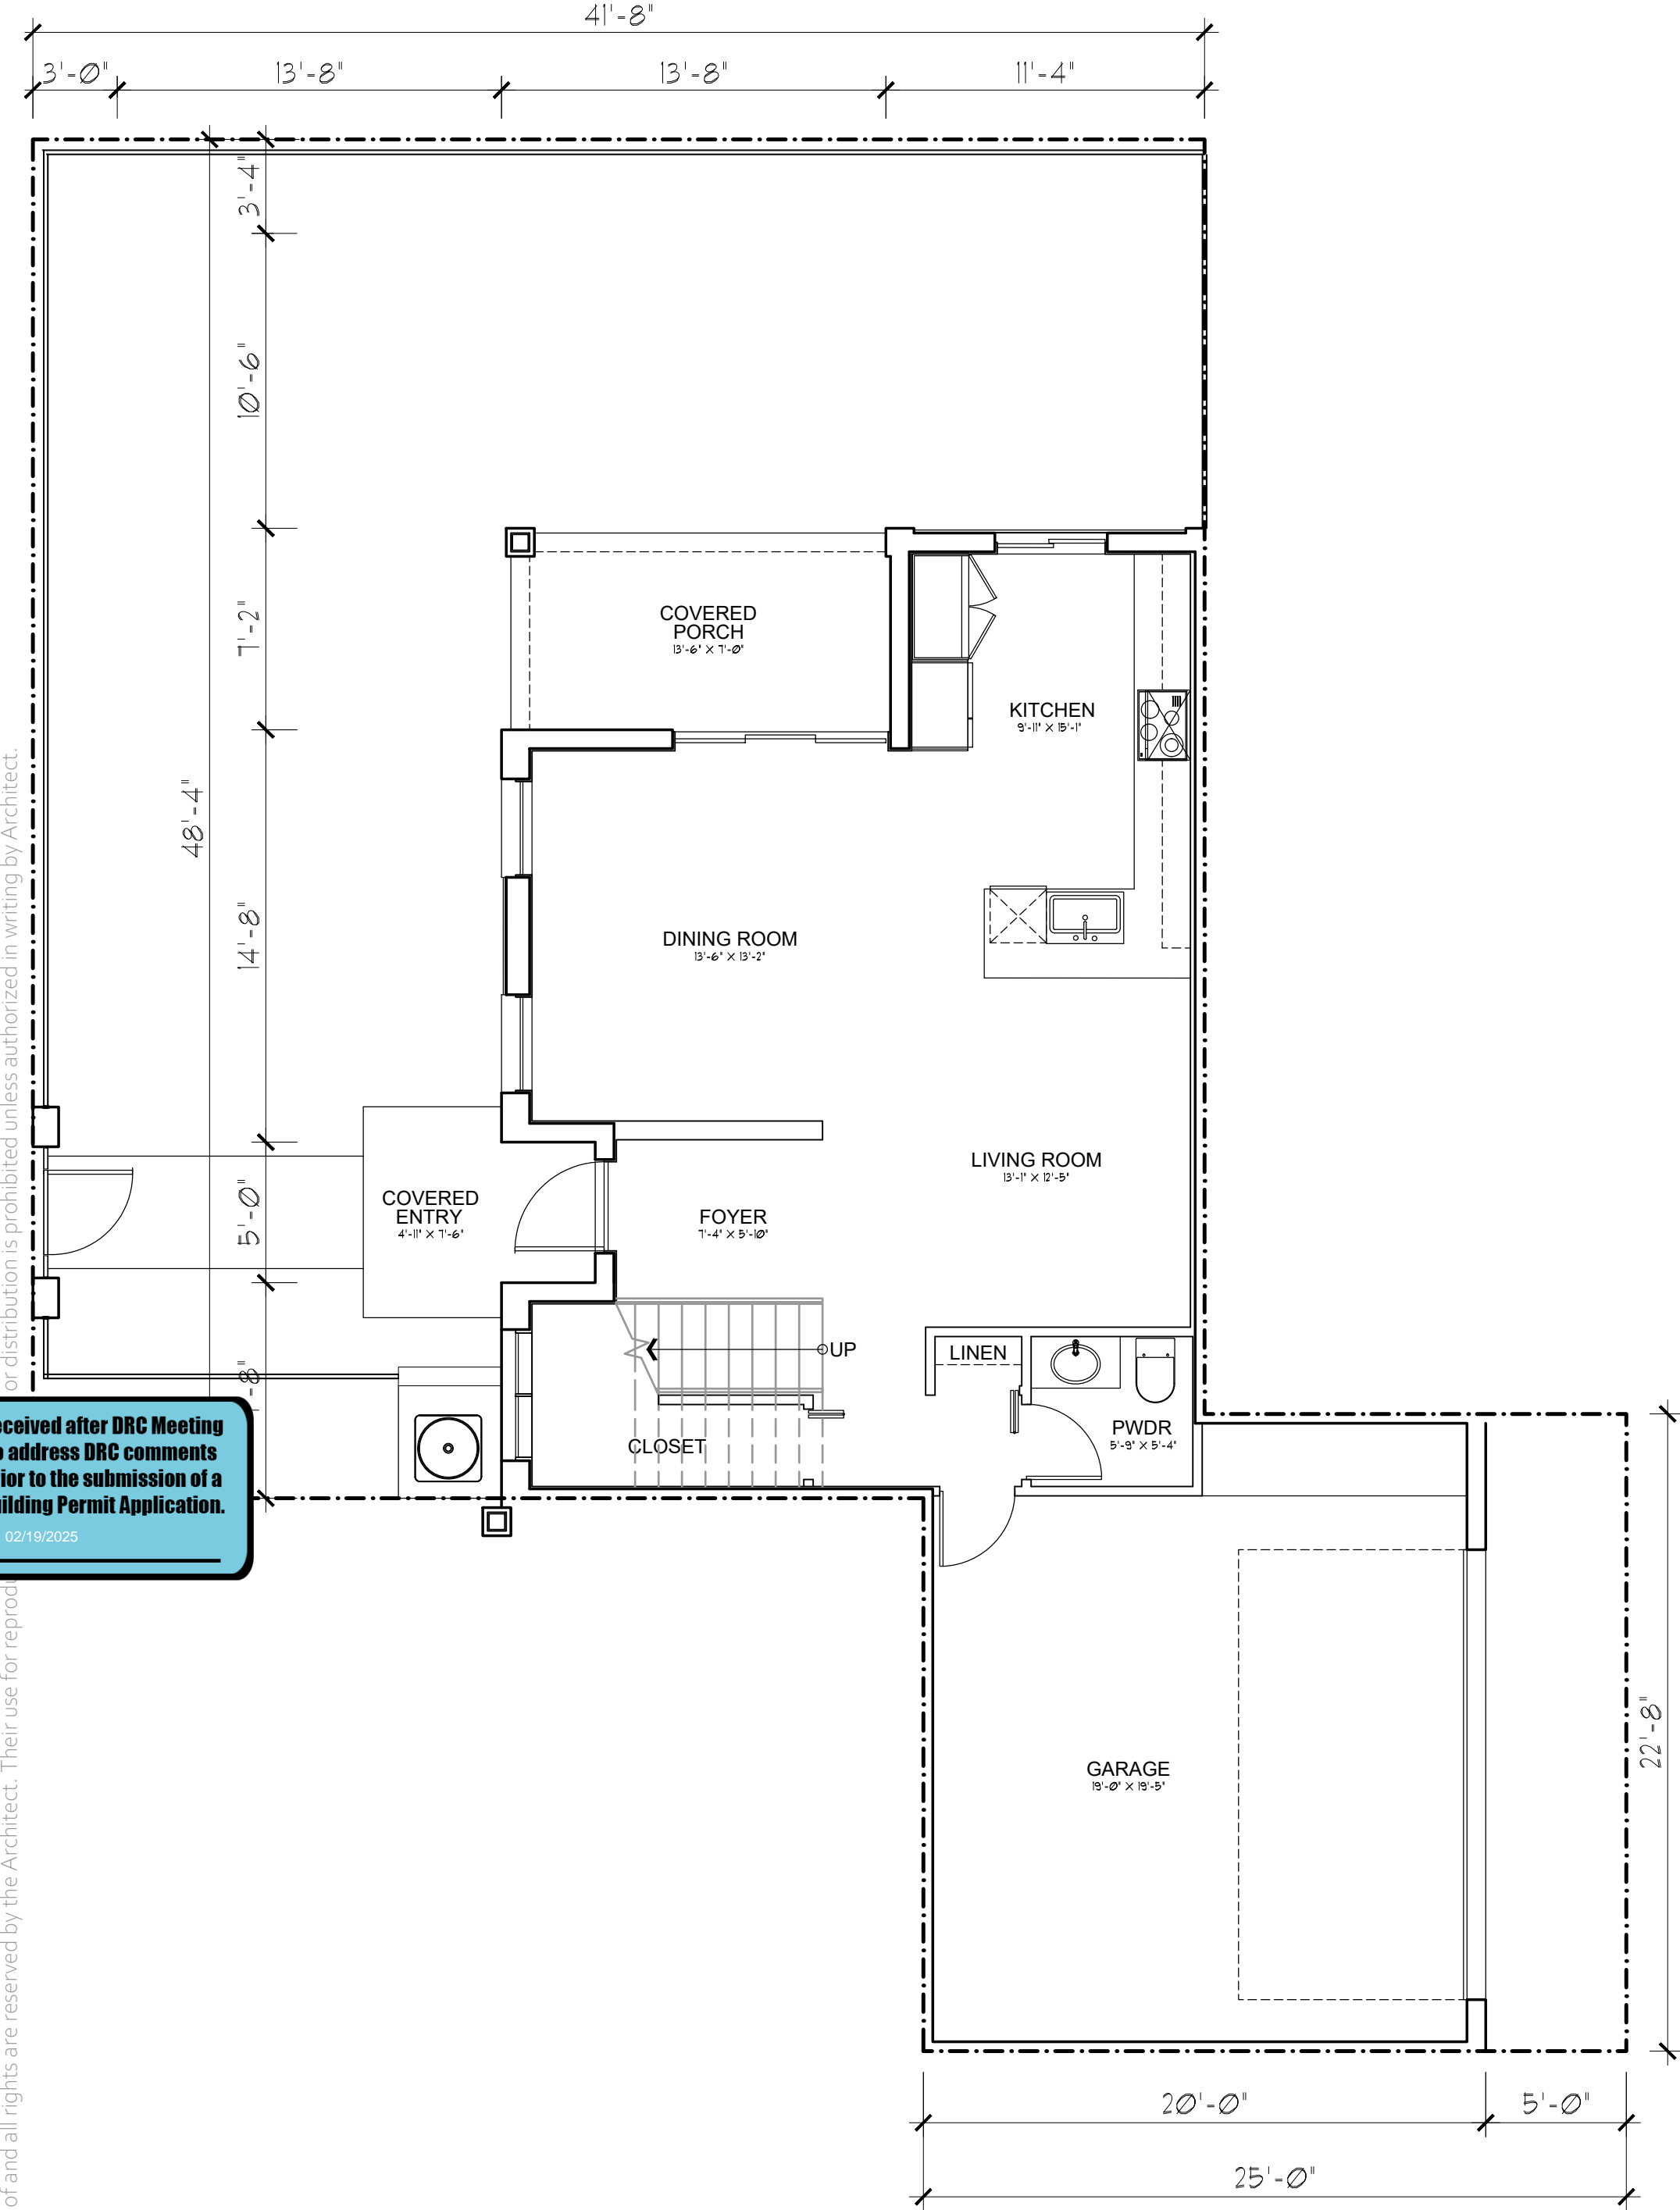 41'-8"
3'-0"
13'-8"
13'-8"
11'-4"
3'-4"
10'-6"
7'-2"
48'-4"
14'-8"
5'-0"
COVERED
PORCH
13'-6" X 7'-0"
KITCHEN
9'-11" X 15'-1"
DINING ROOM
13'-6" X 13'-2"
LIVING ROOM
13'-1" X 12'-5"
COVERED
ENTRY
4'-11" X 7'-6"
FOYER
7'-4" X 5'-10"
UP
LINEN
PWDR
5'-9" X 5'-4"
CLOSET
-8"
eceived after DRC Meeting
address DRC comments
ior to the submission of a
ilding Permit Application.
02/19/2025
GARAGE
19'-0" X 19'-5"
22'-8"
20'-0"
5'-0"
25'-0"
of and all rights are reserved by the Architect. Their use for reprodu
or distribution is prohibited unless authorized in writing by Architect.